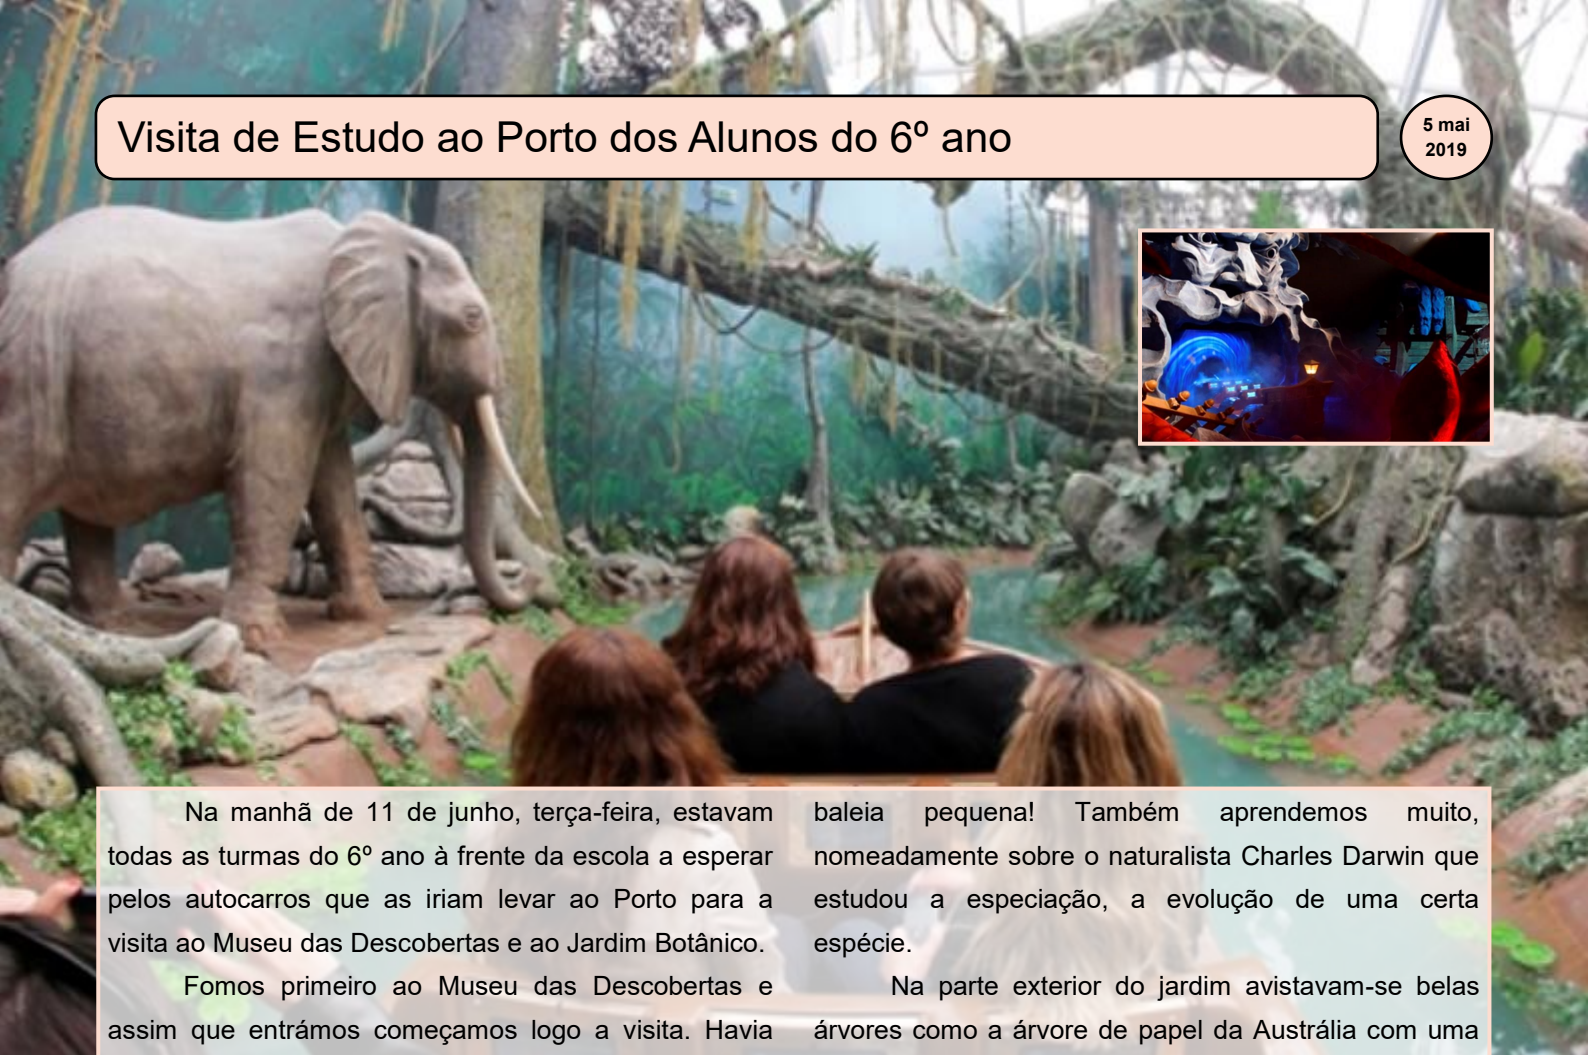 Visita de Estudo ao Porto dos Alunos do 6º ano
5 mai
2019
Na manhã de 11 de junho, terça-feira, estavam
todas as turmas do 6º ano à frente da escola a esperar
pelos autocarros que as iriam levar ao Porto para a
visita ao Museu das Descobertas e ao Jardim Botânico.
Fomos primeiro ao Museu das Descobertas e
assim que entrámos começamos logo a visita. Havia
baleia pequena! Também aprendemos muito,
nomeadamente sobre o naturalista Charles Darwin que
estudou a especiação, a evolução de uma certa
espécie.
Na parte exterior do jardim avistavam-se belas
árvores como a árvore de papel da Austrália com uma